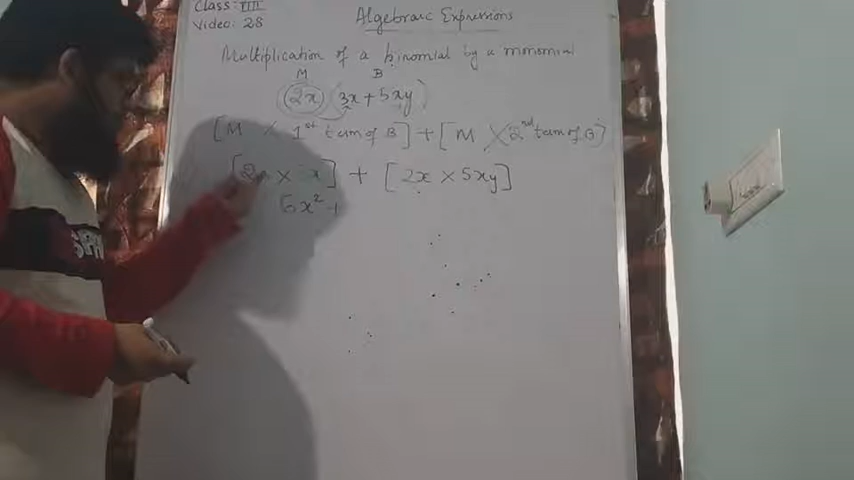 Class: VIII
Algebraic Expressions
Video: 28
Multiplication of a binomial by a monomial
M B
(2x) (3x+5xy)
[M × 1st term of B] + [M × 2nd term of B]
[2x × x] + [2x × 5xy]
6x² +